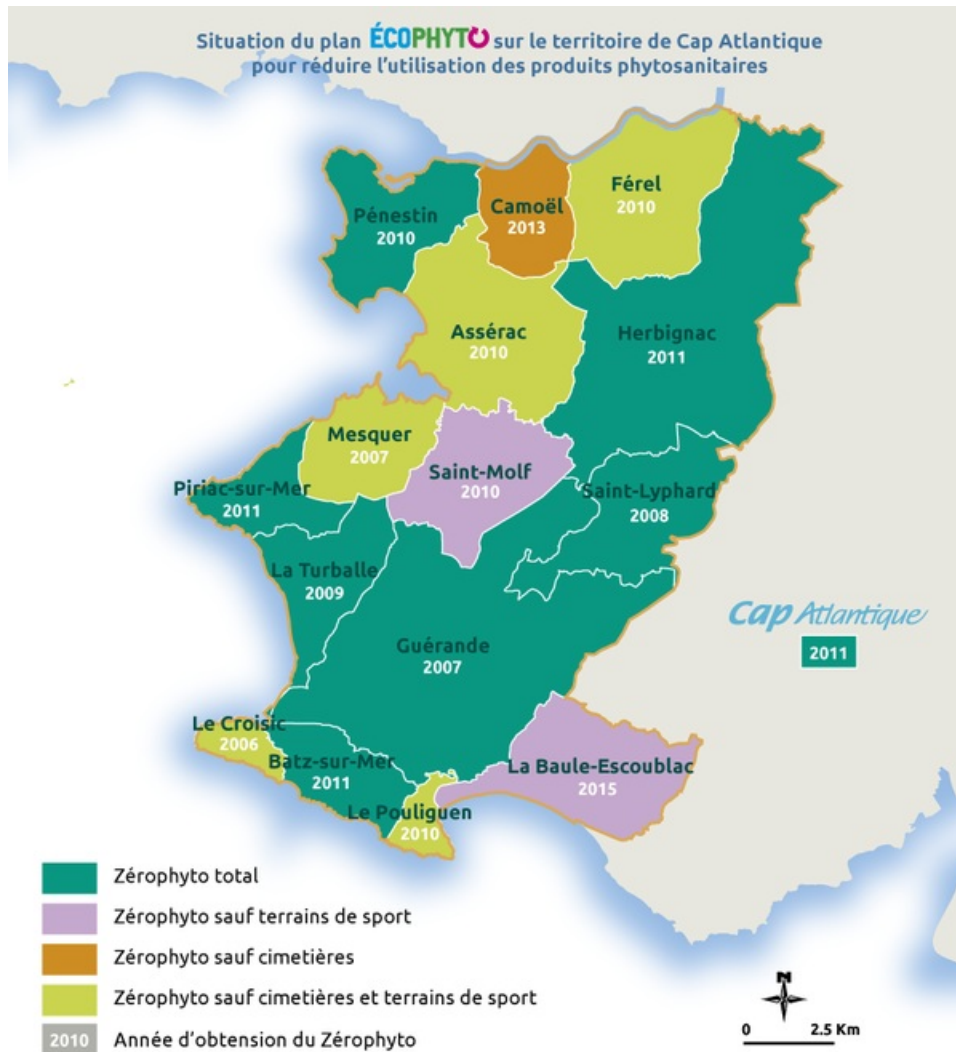 Situation du plan ÉCOPHYTO sur le territoire de Cap Atlantique
pour réduire l'utilisation des produits phytosanitaires
Pénestin
2010
Camoël
2013
Férel
2010
Assérac
2010
Herbignac
2011
Mesquer
2007
Saint-Molf
2010
Piriac-sur-Mer
2011
Saint-Lyphard
2008
La Turballe
2009
Guérande
2007
Cap Atlantique
2011
Le Croisic
2006
Batz-sur-Mer
2011
La Baule-Escoublac
2015
Le Pouliguen
2010
Zérophyto total
Zérophyto sauf terrains de sport
Zérophyto sauf cimetières
Zérophyto sauf cimetières et terrains de sport
2010 Année d'obtention du Zérophyto
N
0 2.5 Km